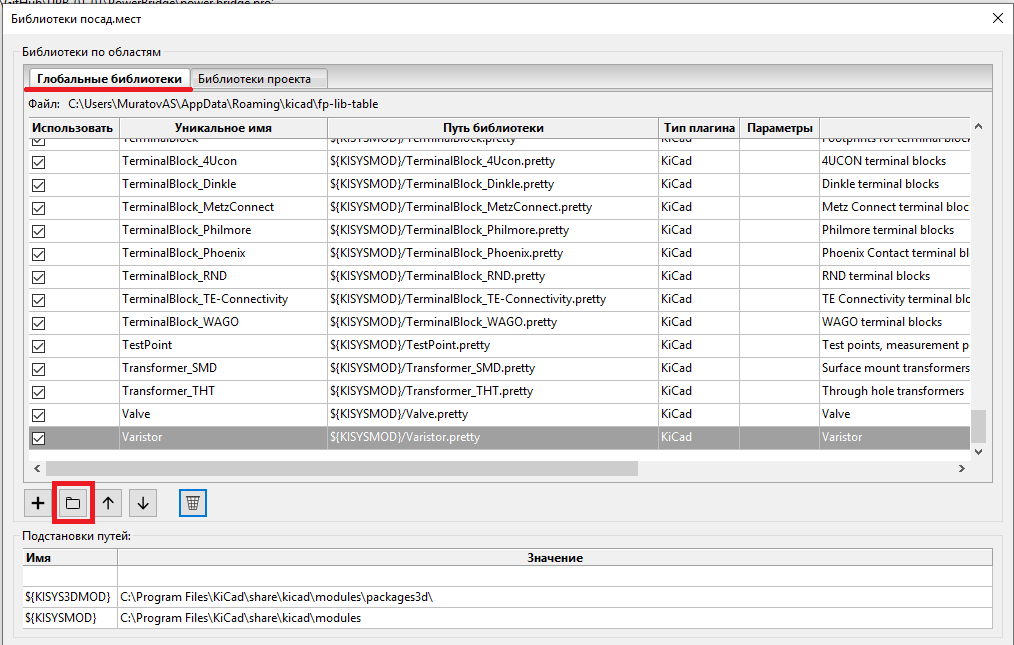 Библиотеки посад.мест
Библиотеки по областям
Глобальные библиотеки Библиотеки проекта
Файл: C:\Users\MuratovAS\AppData\Roaming\kicad\fp-lib-table
Использовать Уникальное имя Путь библиотеки Тип плагина Параметры
TerminalBlock ${KISYSMOD}/TerminalBlock.pretty KiCad Footprints for terminal
TerminalBlock_4Ucon ${KISYSMOD}/TerminalBlock_4Ucon.pretty KiCad 4UCON terminal blocks
TerminalBlock_Dinkle ${KISYSMOD}/TerminalBlock_Dinkle.pretty KiCad Dinkle terminal blocks
TerminalBlock_MetzConnect ${KISYSMOD}/TerminalBlock_MetzConnect.pretty KiCad Metz Connect terminal bloc
TerminalBlock_Philmore ${KISYSMOD}/TerminalBlock_Philmore.pretty KiCad Philmore terminal blocks
TerminalBlock_Phoenix ${KISYSMOD}/TerminalBlock_Phoenix.pretty KiCad Phoenix Contact terminal bl
TerminalBlock_RND ${KISYSMOD}/TerminalBlock_RND.pretty KiCad RND terminal blocks
TerminalBlock_TE-Connectivity ${KISYSMOD}/TerminalBlock_TE-Connectivity.pretty KiCad TE Connectivity terminal blo
TerminalBlock_WAGO ${KISYSMOD}/TerminalBlock_WAGO.pretty KiCad WAGO terminal blocks
TestPoint ${KISYSMOD}/TestPoint.pretty KiCad Test points, measurement p
Transformer_SMD ${KISYSMOD}/Transformer_SMD.pretty KiCad Surface mount transformers
Transformer_THT ${KISYSMOD}/Transformer_THT.pretty KiCad Through hole transformers
Valve ${KISYSMOD}/Valve.pretty KiCad Valve
Varistor ${KISYSMOD}/Varistor.pretty KiCad Varistor
Подстановки путей:
Имя Значение
${KISYS3DMOD} C:\Program Files\KiCad\share\kicad\modules\packages3d\
${KISYSMOD} C:\Program Files\KiCad\share\kicad\modules